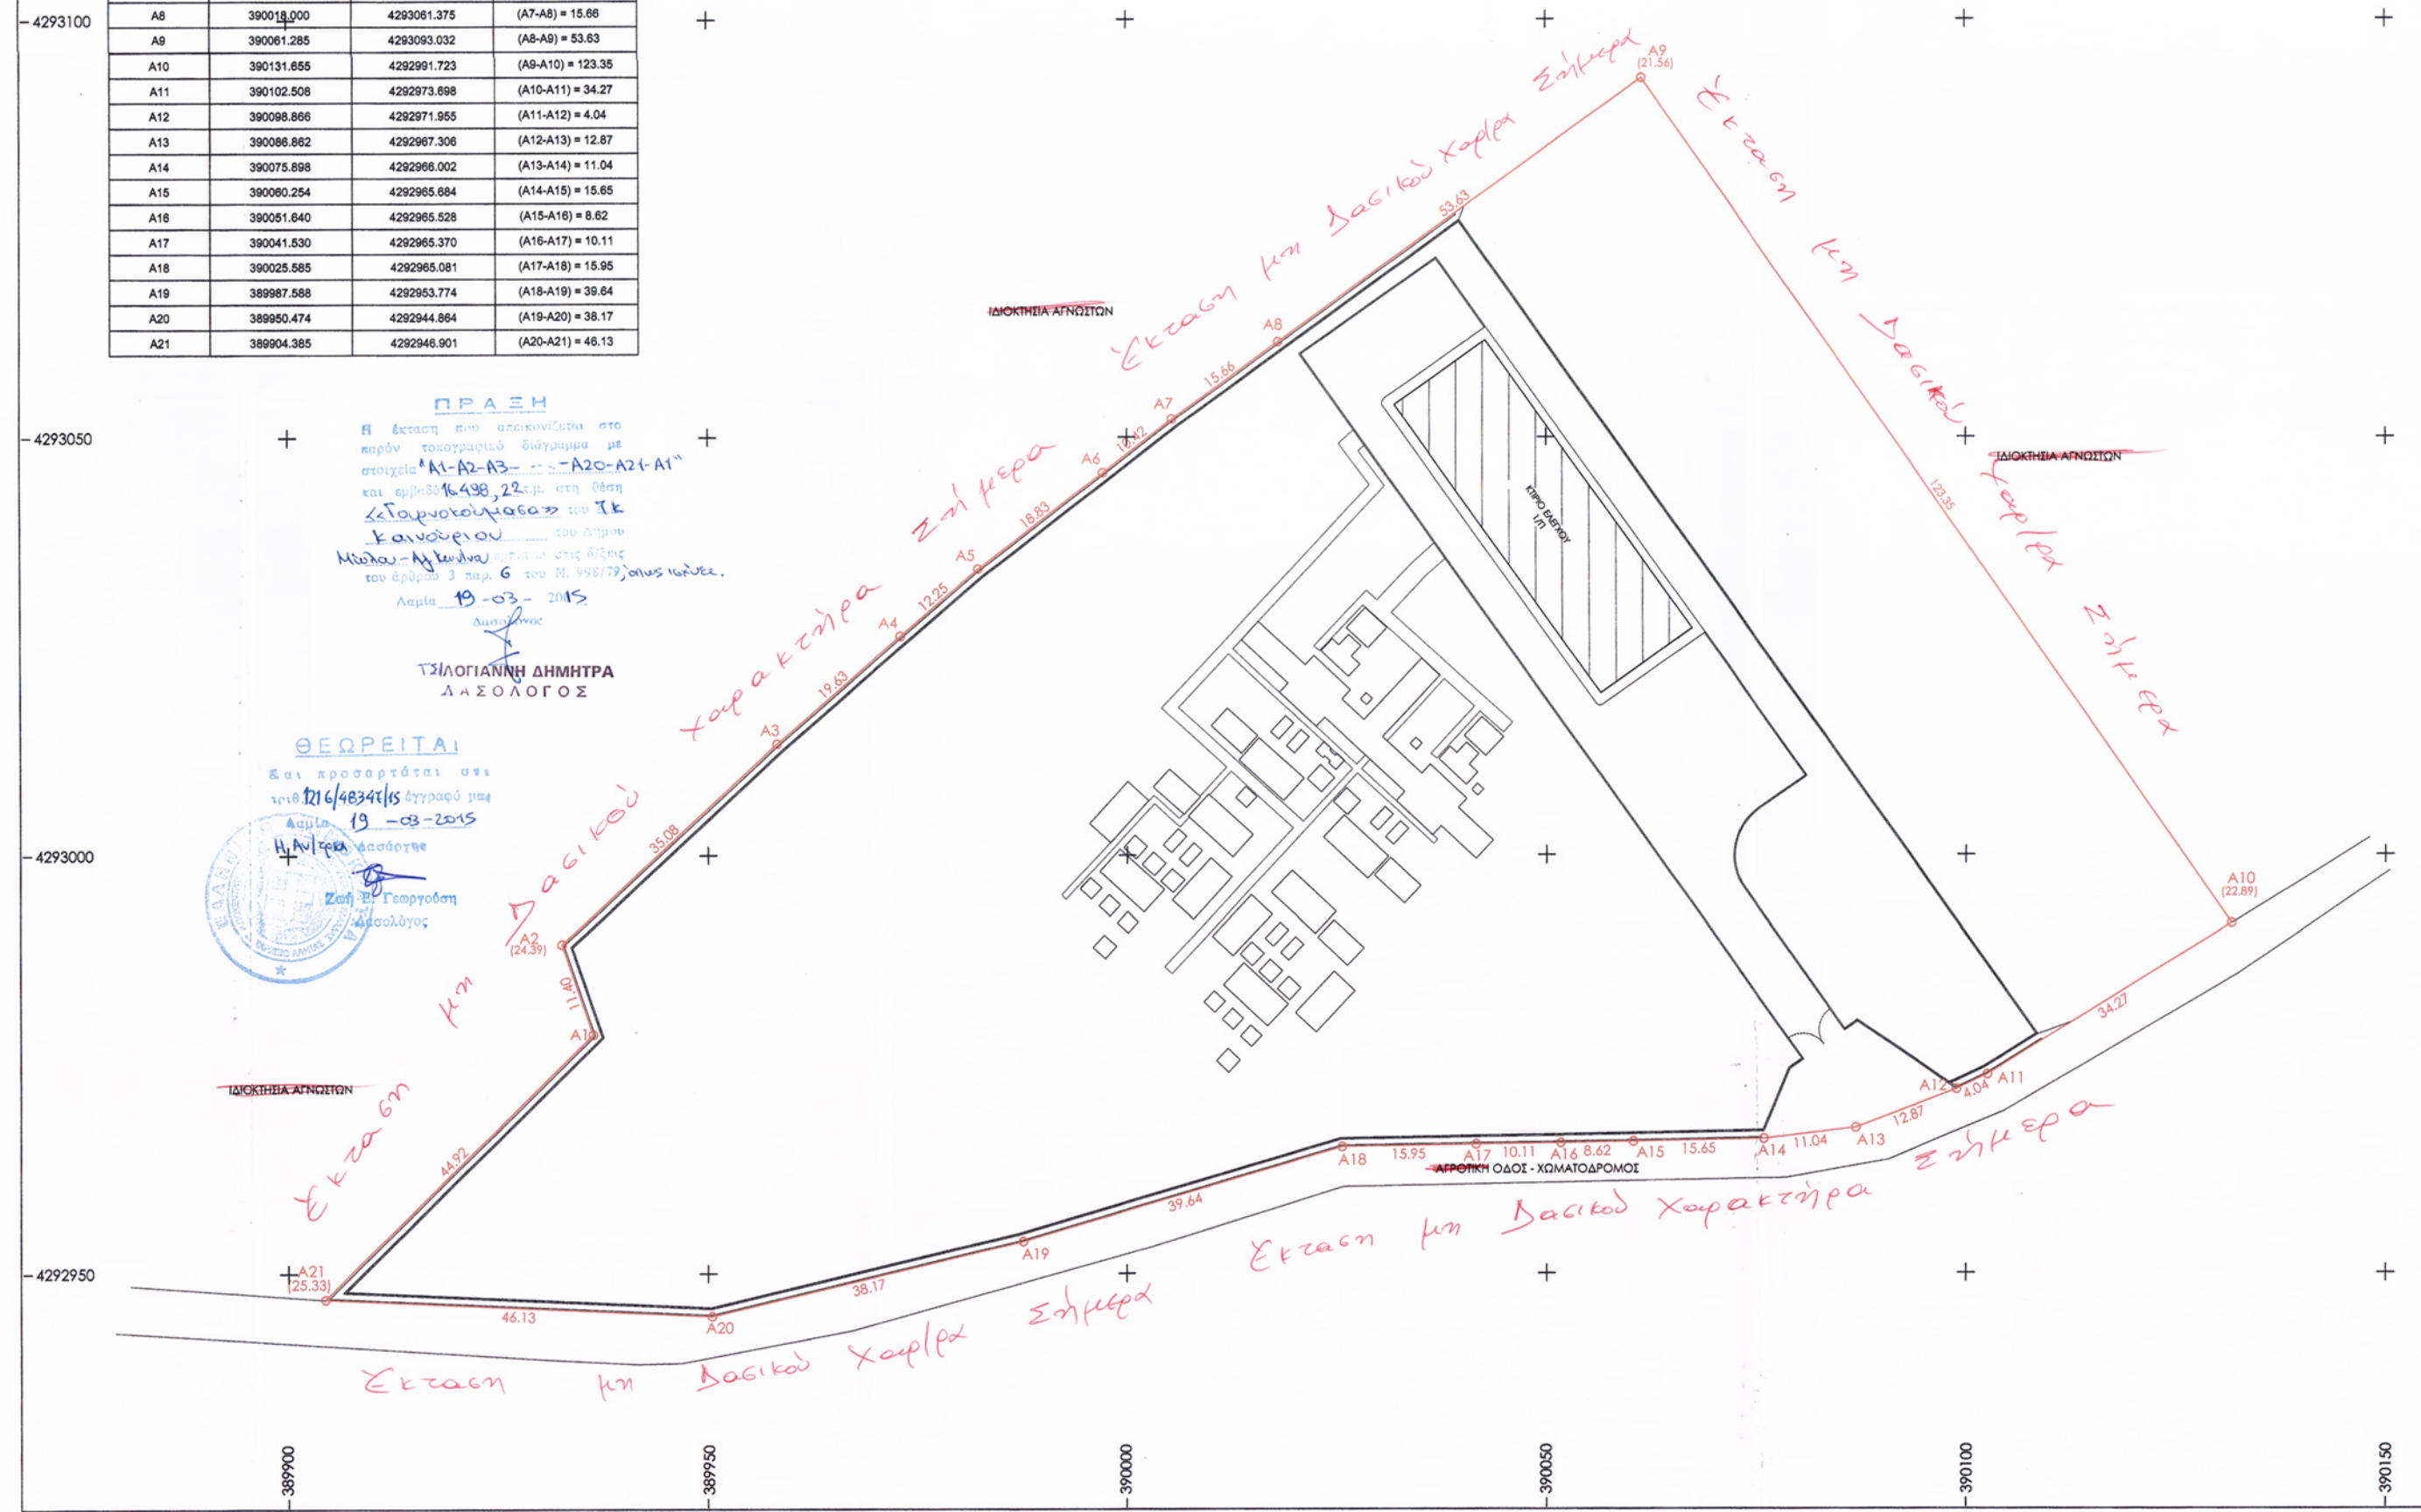 A8 390018.000 4293061.375 (A7-A8) = 15.66
A9 390061.285 4293093.032 (A8-A9) = 53.63
A10 390131.655 4292991.723 (A9-A10) = 123.35
A11 390102.508 4292973.698 (A10-A11) = 34.27
A12 390098.866 4292971.955 (A11-A12) = 4.04
A13 390086.862 4292967.306 (A12-A13) = 12.87
A14 390075.898 4292966.002 (A13-A14) = 11.04
A15 390060.254 4292965.684 (A14-A15) = 15.65
A16 390051.640 4292965.528 (A15-A16) = 8.62
A17 390041.530 4292965.370 (A16-A17) = 10.11
A18 390025.585 4292965.081 (A17-A18) = 15.95
A19 389987.588 4292953.774 (A18-A19) = 39.64
A20 389950.474 4292944.864 (A19-A20) = 38.17
A21 389904.385 4292946.901 (A20-A21) = 46.13
4293100
4293050
4293000
4292950
389900
389950
390000
390050
390100
390150
ΠΡΑΞΗ
Η έκταση που απεικονίζεται στο
παρόν τοπογραφικό διάγραμμα με
στοιχεία "Α1-Α2-Α3- ... -Α20-Α21-Α1"
και εμβαδό 16.498,22 τ.μ. στη θέση
του ΤΚ
Καινούριου του Δήμου
Μώλου-Αγ. Κων/νου εμπίπτει στις δ/ξεις
του άρθρου 3 παρ. 6 του Ν. 998/79, όπως ισχύει.
Λαμία 19-03-2015
Δασολόγος
ΤΣΙΛΟΓΙΑΝΝΗ ΔΗΜΗΤΡΑ
ΔΑΣΟΛΟΓΟΣ
ΘΕΩΡΕΙΤΑΙ
Και προσαρτάται στο
αριθ. 1216/48347/15 έγγραφό μας
Λαμία 19-03-2015
Η Αν/τρια Δασάρχης
Ζωή Β. Γεωργούση
Δασολόγος
ΙΔΙΟΚΤΗΣΙΑ ΑΓΝΩΣΤΩΝ
ΙΔΙΟΚΤΗΣΙΑ ΑΓΝΩΣΤΩΝ
ΙΔΙΟΚΤΗΣΙΑ ΑΓΝΩΣΤΩΝ
Έκταση μη Δασικού χαρακτήρα Σήμερα
Έκταση μη Δασικού χαρ/ρα Σήμερα
Έκταση μη Δασικού χαρ/ρα Σήμερα
Έκταση μη Δασικού χαρακτήρα Σήμερα
Έκταση μη Δασικού χαρ/ρα Σήμερα
ΚΤΙΡΙΟ ΕΛΕΓΧΟΥ
1/Π
ΑΓΡΟΤΙΚΗ ΟΔΟΣ - ΧΩΜΑΤΟΔΡΟΜΟΣ
A1
11.40
A2
(24.39)
35.08
A3
19.63
A4
12.25
A5
18.83
A6
10.42
A7
15.66
A8
53.63
A9
(21.56)
123.35
A10
(22.89)
34.27
A11
4.04
A12
12.87
A13
11.04
A14
15.65
A15
8.62
A16
10.11
A17
15.95
A18
39.64
A19
38.17
A20
46.13
A21
(25.33)
44.92